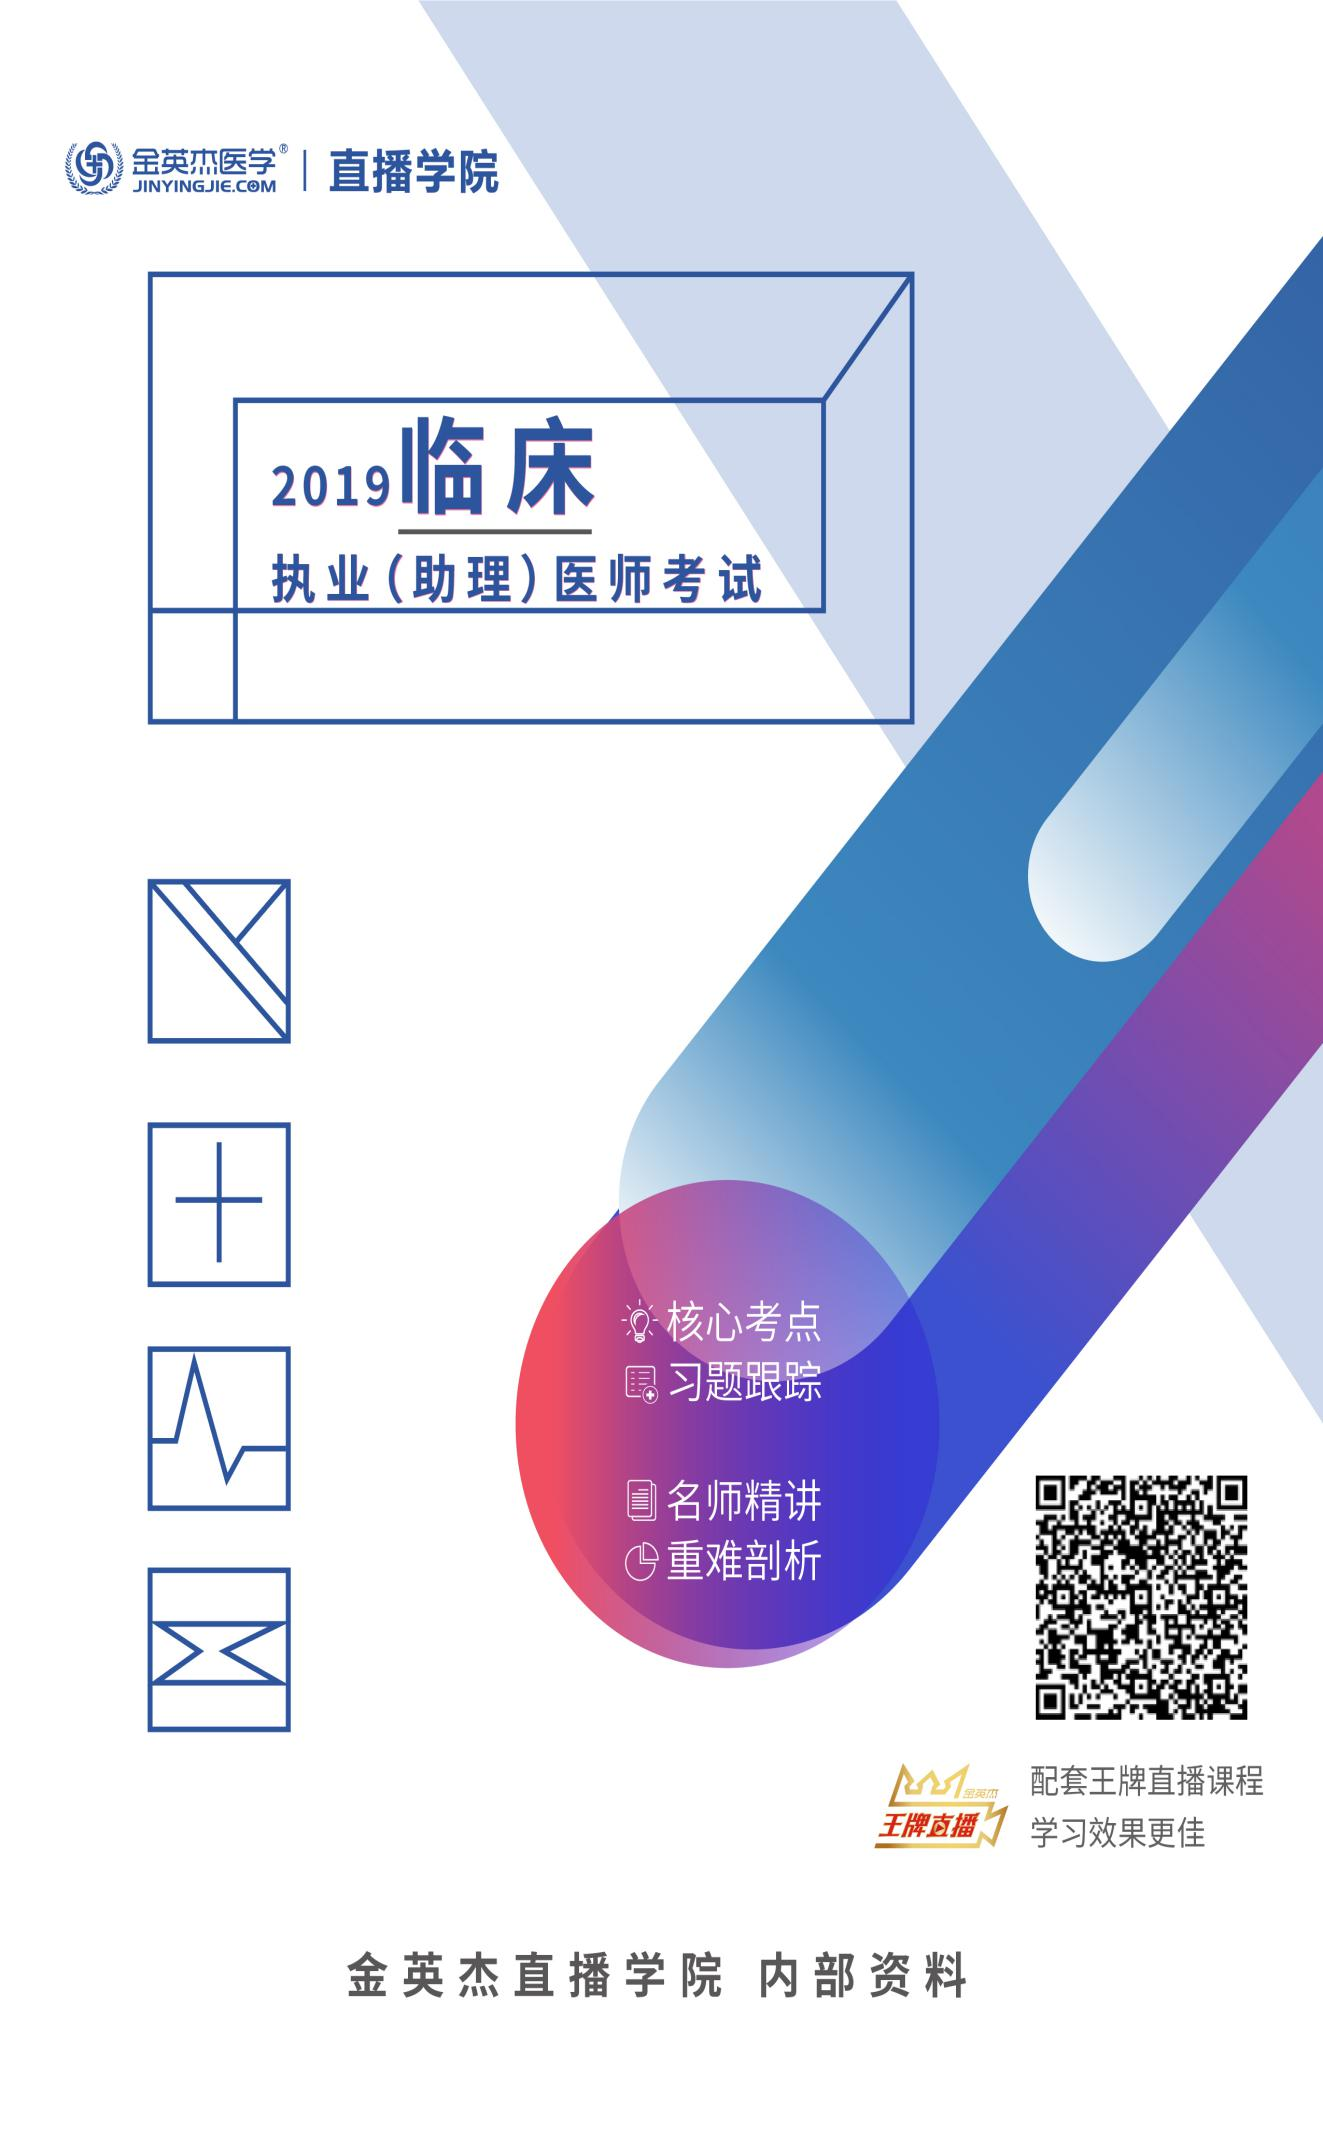 金英杰医学® | 直播学院
JINYINGJIE.COM
2019临床
执业（助理）医师考试
核心考点
习题跟踪
名师精讲
重难剖析
金英杰
王牌直播
配套王牌直播课程
学习效果更佳
金英杰直播学院 内部资料